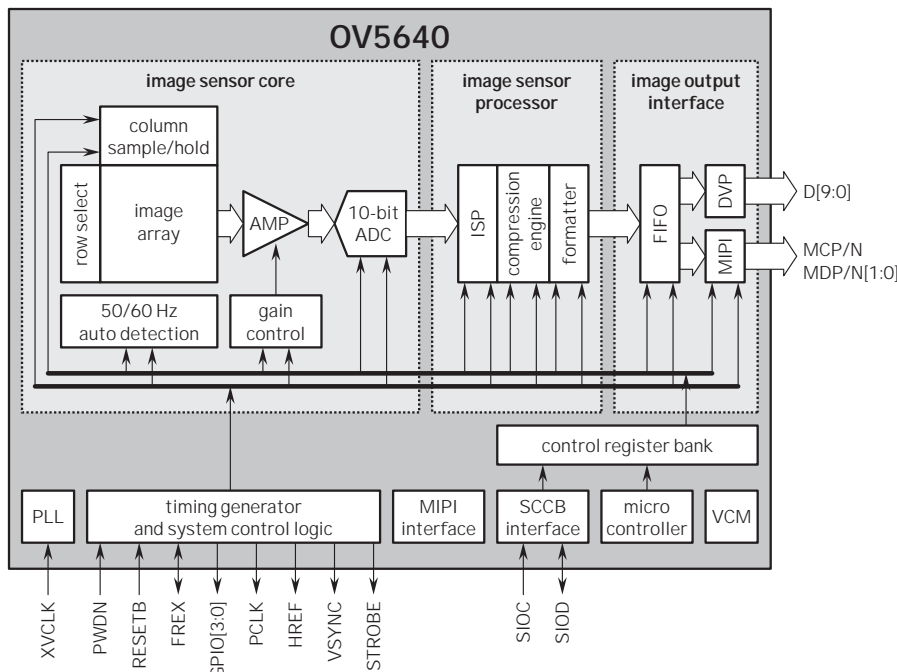 OV5640
image sensor core
image sensor
processor
image output
interface
column
sample/hold
row select
image
array
AMP
10-bit
ADC
ISP
compression
engine
formatter
FIFO
DVP
MIPI
D[9:0]
MCP/N
MDP/N[1:0]
50/60 Hz
auto detection
gain
control
control register bank
PLL
timing generator
and system control logic
MIPI
interface
SCCB
interface
micro
controller
VCM
XVCLK
PWDN
RESETB
FREX
GPIO[3:0]
PCLK
HREF
VSYNC
STROBE
SIOC
SIOD